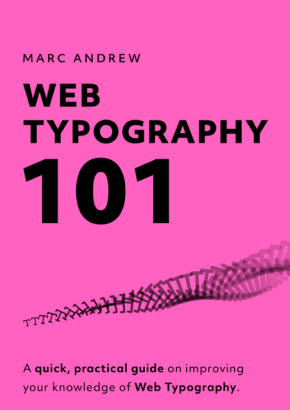 MARC ANDREW
WEB
TYPOGRAPHY
101
A quick, practical guide on improving
your knowledge of Web Typography.